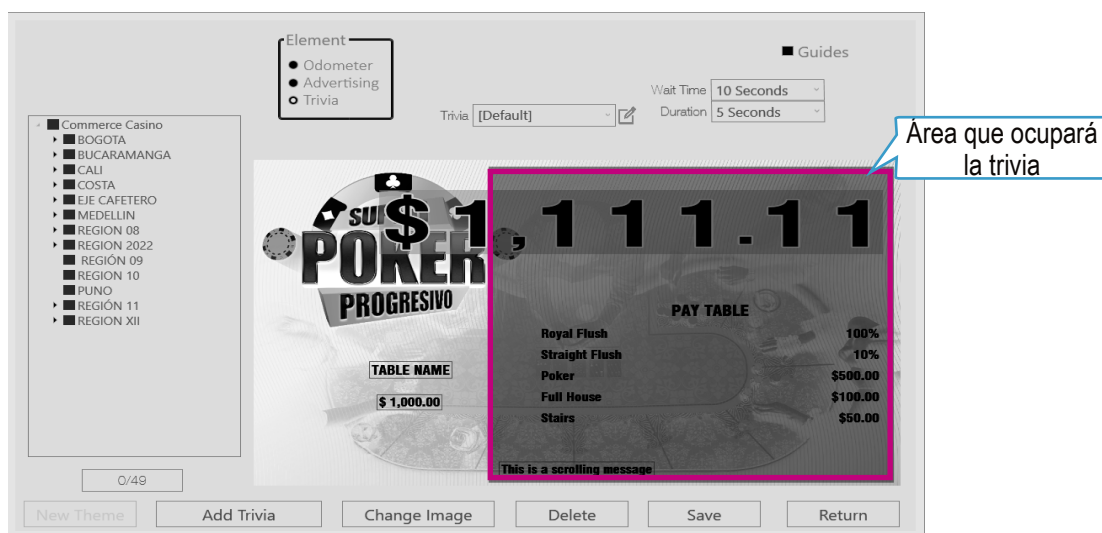 Element
Odometer
Advertising
Trivia
Guides
Wait Time 10 Seconds
Trivia [Default]
Duration 5 Seconds
Área que ocupará
la trivia
Commerce Casino
BOGOTA
BUCARAMANGA
CALI
COSTA
EJE CAFETERO
MEDELLIN
REGION 08
REGION 2022
REGIÓN 09
REGION 10
PUNO
REGIÓN 11
REGION XII
0/49
$ 1,111.11
POKER
PROGRESIVO
TABLE NAME
$ 1,000.00
PAY TABLE
Royal Flush 100%
Straight Flush 10%
Poker $500.00
Full House $100.00
Stairs $50.00
This is a scrolling message
New Theme Add Trivia Change Image Delete Save Return